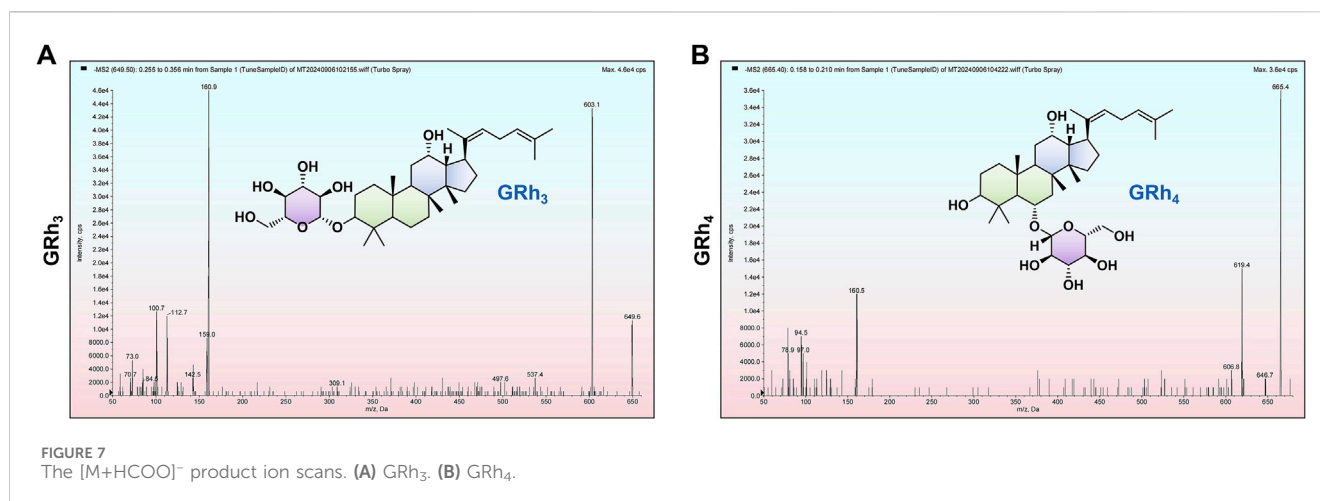 A
-MS2 (649.50): 0.255 to 0.356 min from Sample 1 (TuneSampleID) of MT20240906102155.wiff (Turbo Spray)
Max. 4.6e4 cps
GRh3
Intensity, cps
4.6e4
4.4e4
4.2e4
4.0e4
3.8e4
3.6e4
3.4e4
3.2e4
3.0e4
2.8e4
2.6e4
2.4e4
2.2e4
2.0e4
1.8e4
1.6e4
1.4e4
1.2e4
1.0e4
8000.0
6000.0
4000.0
2000.0
0.0
160.9
603.1
649.6
100.7
112.7
159.0
73.0
70.7
84.5
142.5
309.1
497.6
537.4
OH
HO
OH
HO
O
O
OH
H
GRh3
50
100
150
200
250
300
350
400
450
500
550
600
650
m/z, Da
B
-MS2 (665.40): 0.158 to 0.210 min from Sample 1 (TuneSampleID) of MT20240906104222.wiff (Turbo Spray)
Max. 3.6e4 cps
GRh4
Intensity, cps
3.6e4
3.4e4
3.2e4
3.0e4
2.8e4
2.6e4
2.4e4
2.2e4
2.0e4
1.8e4
1.6e4
1.4e4
1.2e4
1.0e4
8000.0
6000.0
4000.0
2000.0
0.0
665.4
619.4
160.5
78.9
94.5
97.0
606.8
646.7
OH
H
HO
O
O
H
OH
HO
OH
OH
GRh4
50
100
150
200
250
300
350
400
450
500
550
600
650
m/z, Da
FIGURE 7
The [M+HCOO]⁻ product ion scans. (A) GRh₃. (B) GRh₄.